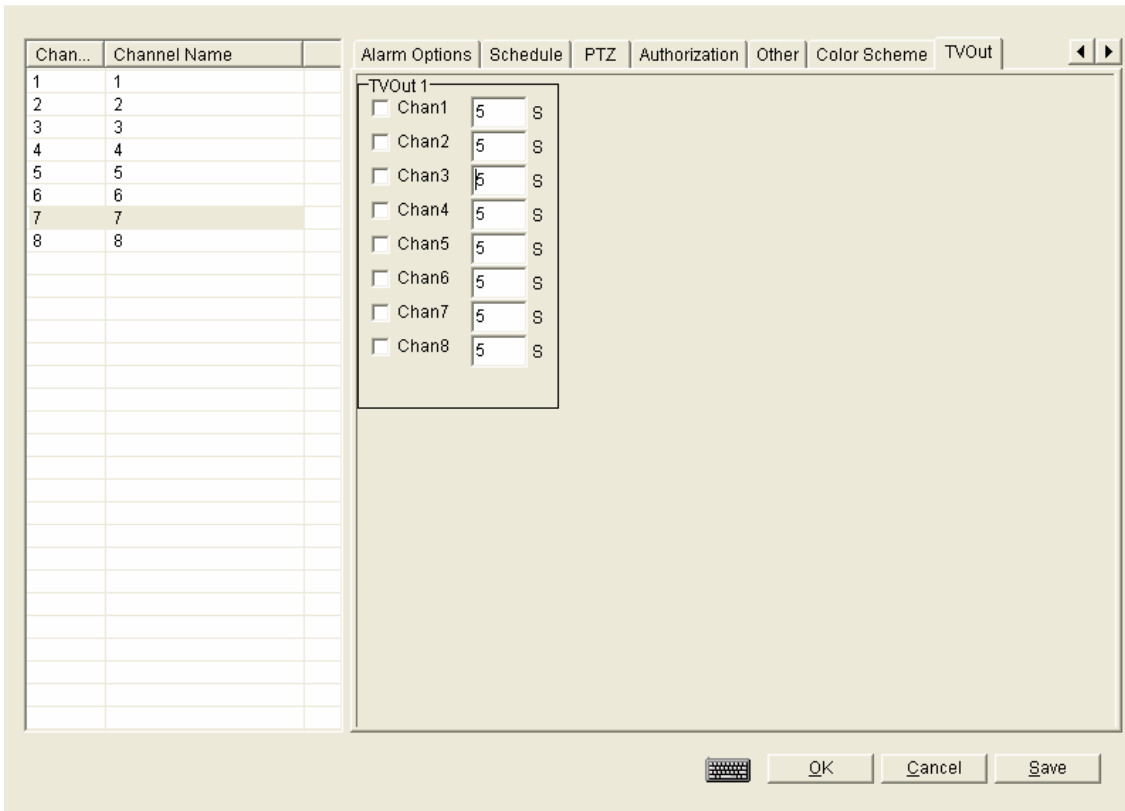 Chan... Channel Name
1 1
2 2
3 3
4 4
5 5
6 6
7 7
8 8
Alarm Options Schedule PTZ Authorization Other Color Scheme TVOut
TVOut 1
Chan1 5 S
Chan2 5 S
Chan3 5 S
Chan4 5 S
Chan5 5 S
Chan6 5 S
Chan7 5 S
Chan8 5 S
OK Cancel Save